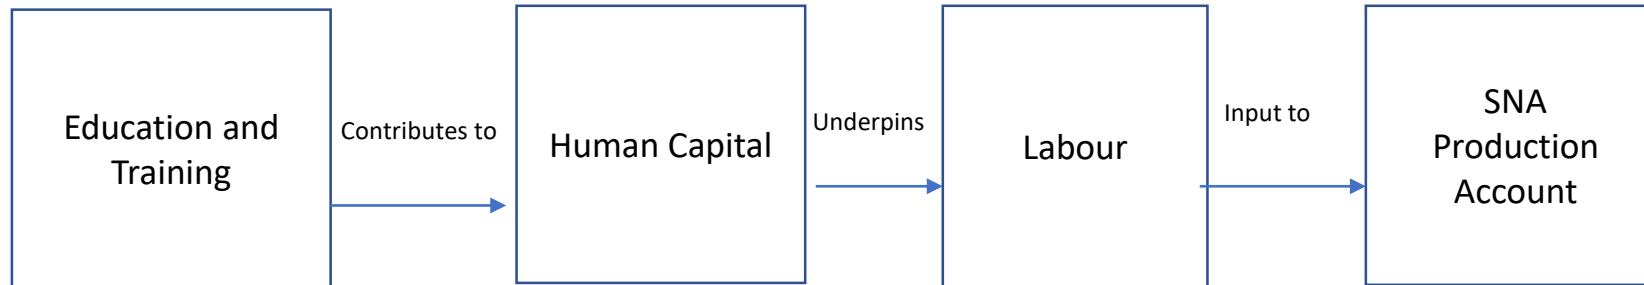 Education and
Training
Contributes to
Human Capital
Underpins
Labour
Input to
SNA
Production
Account